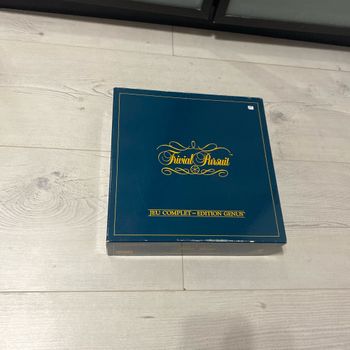 Trivial Pursuit
JEU COMPLET – EDITION GENUS